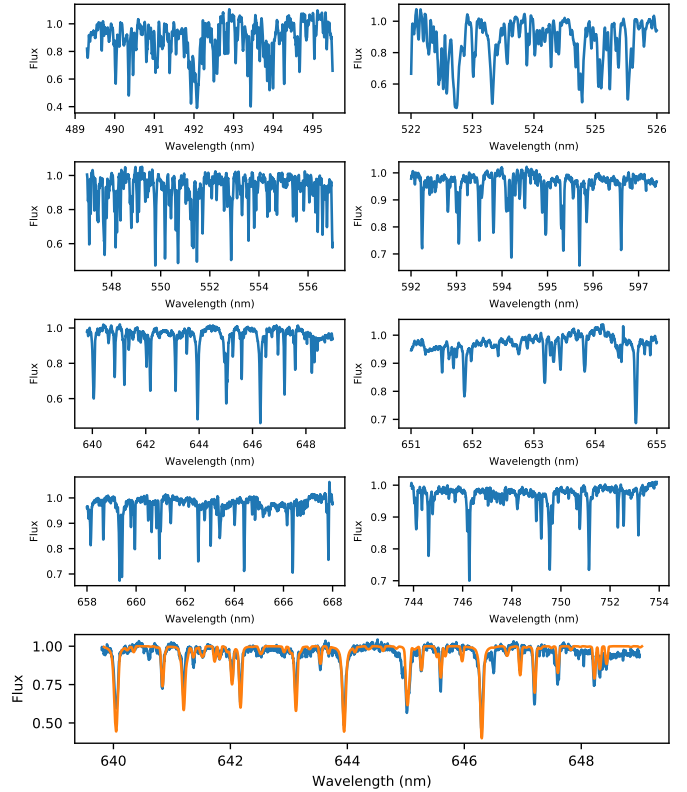 1.0
0.8
0.6
0.4
Flux
489 490 491 492 493 494 495
Wavelength (nm)
1.0
0.8
0.6
Flux
522 523 524 525 526
Wavelength (nm)
1.0
0.8
0.6
Flux
548 550 552 554 556
Wavelength (nm)
1.0
0.9
0.8
0.7
Flux
592 593 594 595 596 597
Wavelength (nm)
1.0
0.8
0.6
Flux
640 642 644 646 648
Wavelength (nm)
1.0
0.9
0.8
0.7
Flux
651 652 653 654 655
Wavelength (nm)
1.0
0.9
0.8
0.7
Flux
658 660 662 664 666 668
Wavelength (nm)
1.0
0.9
0.8
0.7
Flux
744 746 748 750 752 754
Wavelength (nm)
1.00
0.75
0.50
Flux
640 642 644 646 648
Wavelength (nm)